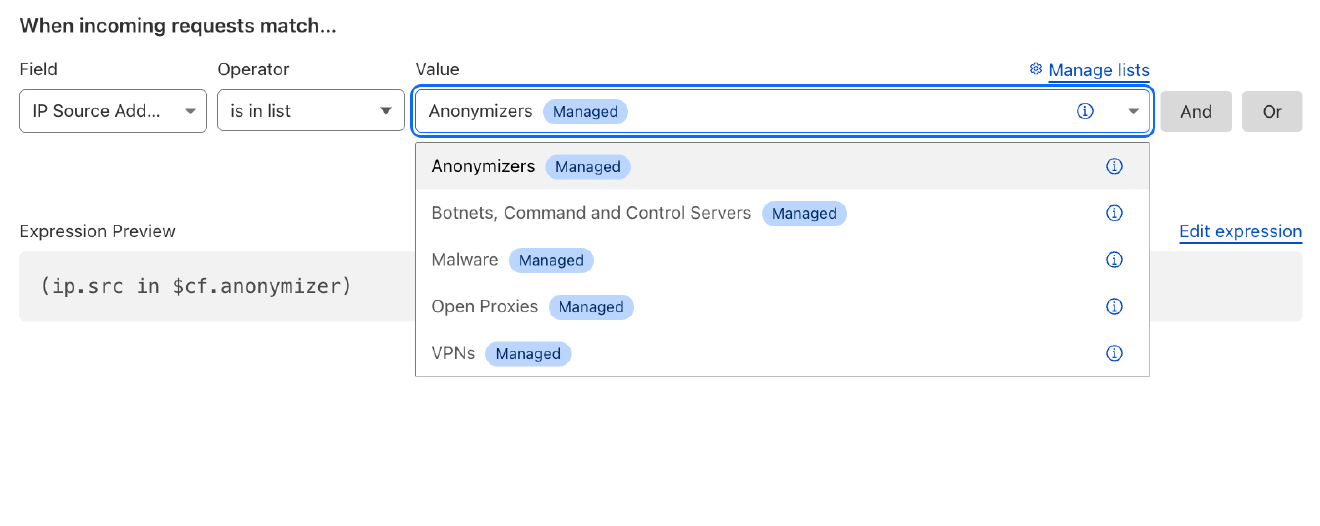 When incoming requests match...
Field Operator Value Manage lists
IP Source Add... is in list Anonymizers Managed And Or
Anonymizers Managed
Botnets, Command and Control Servers Managed
Expression Preview Edit expression
Malware Managed
(ip.src in $cf.anonymizer)
Open Proxies Managed
VPNs Managed